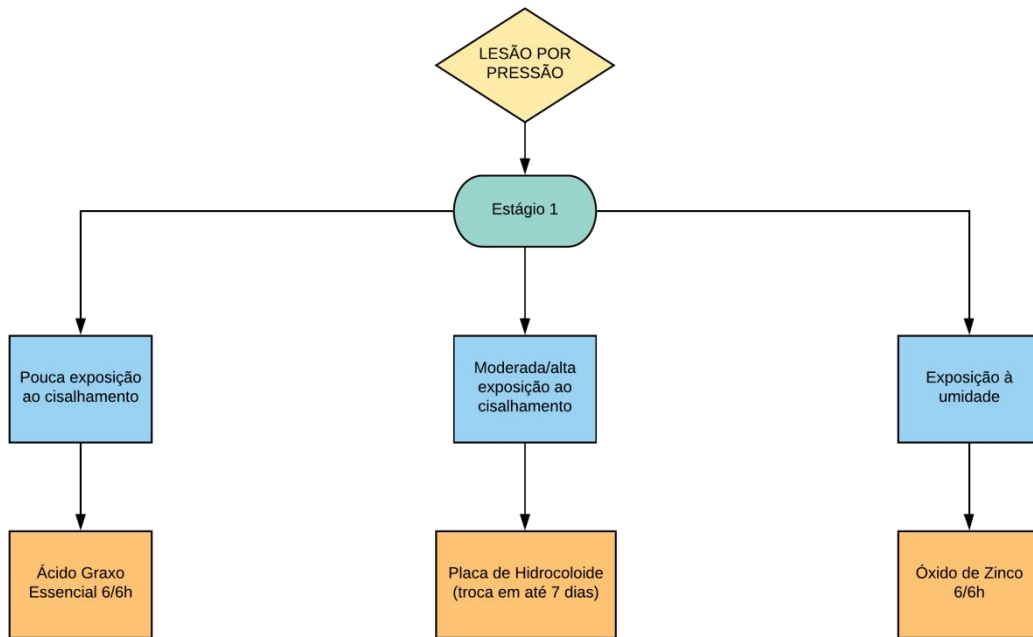 LESÃO POR
PRESSÃO
Estágio 1
Pouca exposição
ao cisalhamento
Moderada/alta
exposição ao
cisalhamento
Exposição à
umidade
Ácido Graxo
Essencial 6/6h
Placa de Hidrocoloide
(troca em até 7 dias)
Óxido de Zinco
6/6h